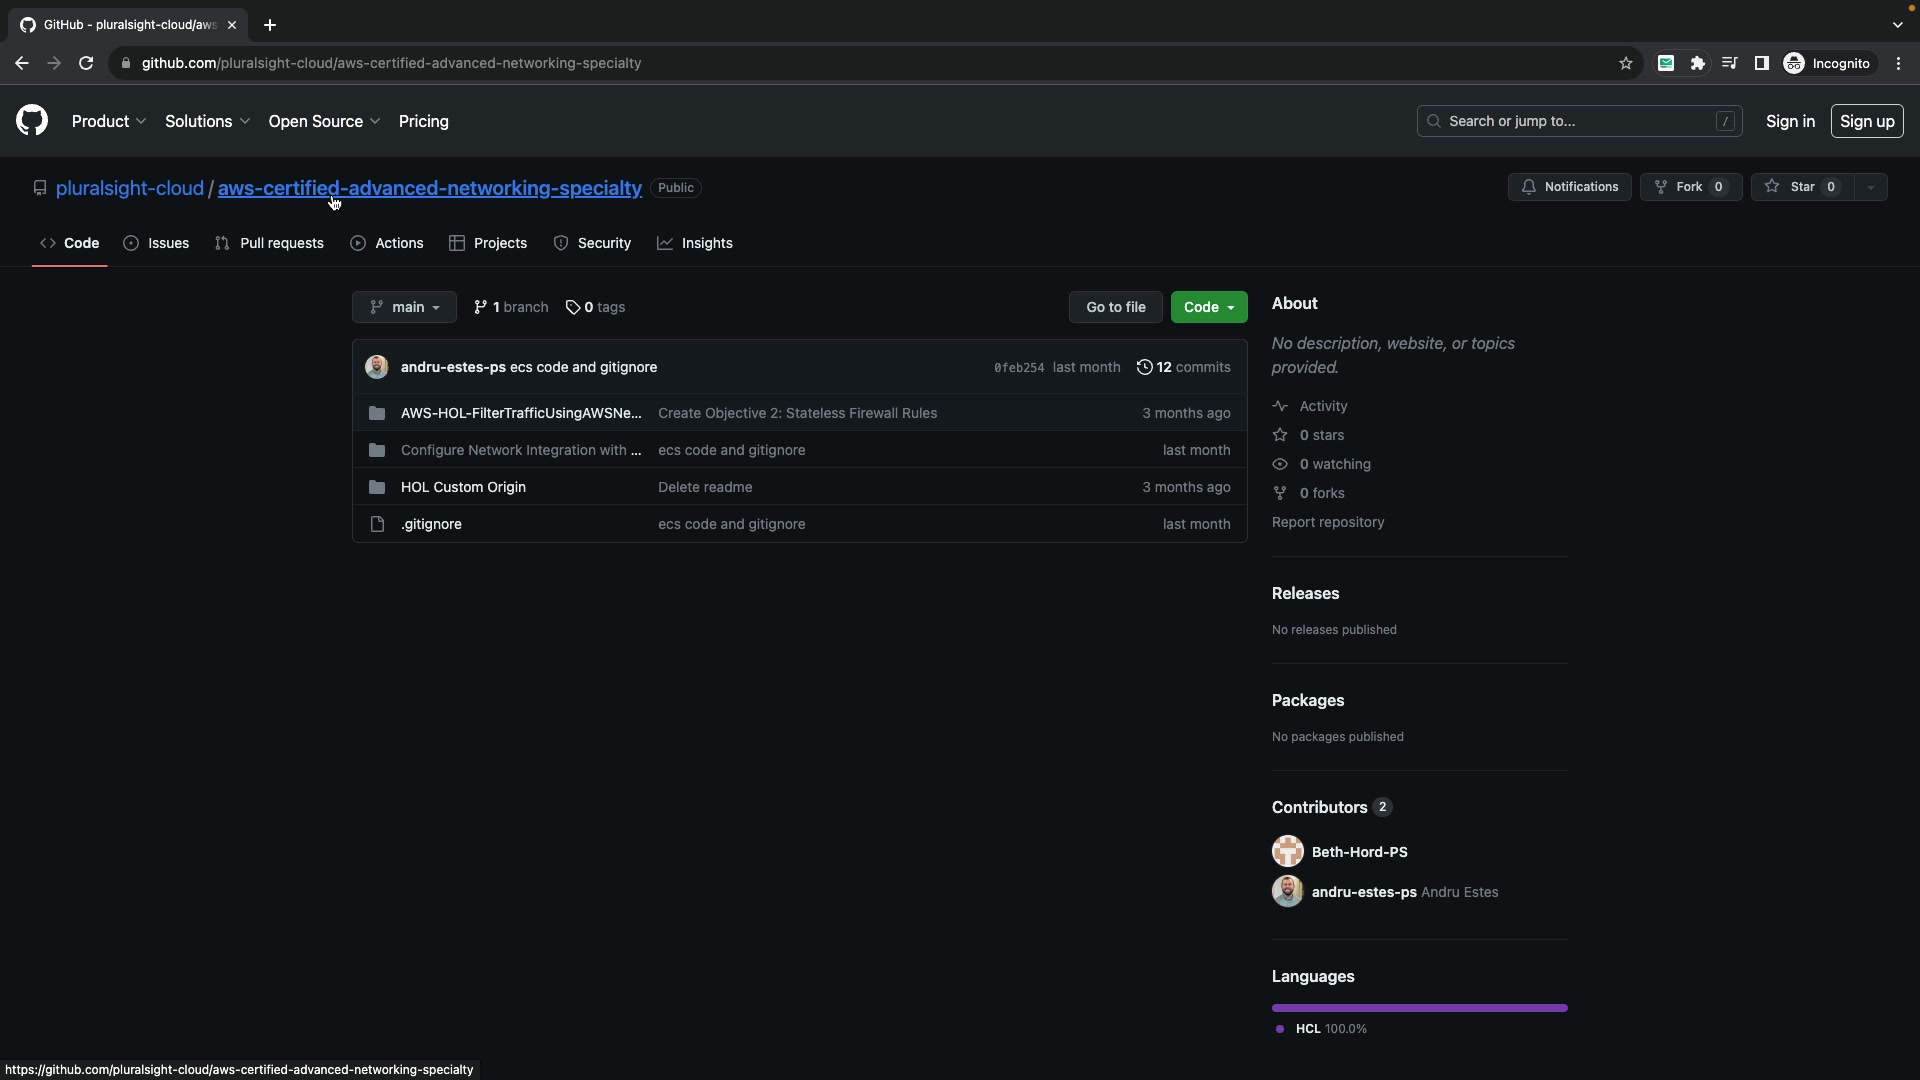 GitHub - pluralsight-cloud/aws
github.com/pluralsight-cloud/aws-certified-advanced-networking-specialty
Incognito
Product
Solutions
Open Source
Pricing
Search or jump to...
/
Sign in
Sign up
pluralsight-cloud / aws-certified-advanced-networking-specialty
Public
Notifications
Fork 0
Star 0
Code
Issues
Pull requests
Actions
Projects
Security
Insights
main
1 branch
0 tags
Go to file
Code
andru-estes-ps ecs code and gitignore
0feb254 last month
12 commits
AWS-HOL-FilterTrafficUsingAWSNe... Create Objective 2: Stateless Firewall Rules 3 months ago
Configure Network Integration with ... ecs code and gitignore last month
HOL Custom Origin Delete readme 3 months ago
.gitignore ecs code and gitignore last month
About
No description, website, or topics
provided.
Activity
0 stars
0 watching
0 forks
Report repository
Releases
No releases published
Packages
No packages published
Contributors 2
Beth-Hord-PS
andru-estes-ps Andru Estes
Languages
HCL 100.0%
https://github.com/pluralsight-cloud/aws-certified-advanced-networking-specialty